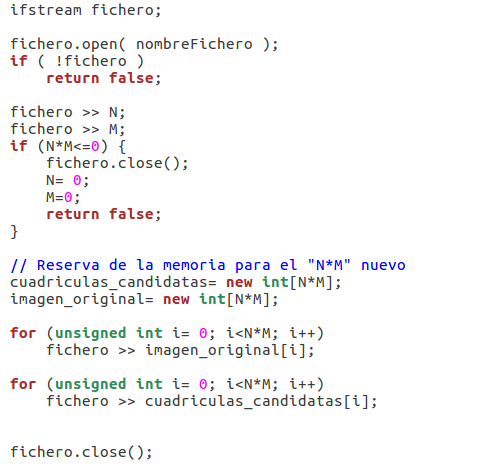 ifstream fichero;

fichero.open( nombreFichero );
if ( !fichero )
    return false;

fichero >> N;
fichero >> M;
if (N*M<=0) {
    fichero.close();
    N= 0;
    M=0;
    return false;
}

// Reserva de la memoria para el "N*M" nuevo
cuadriculas_candidatas= new int[N*M];
imagen_original= new int[N*M];

for (unsigned int i= 0; i<N*M; i++)
    fichero >> imagen_original[i];

for (unsigned int i= 0; i<N*M; i++)
    fichero >> cuadriculas_candidatas[i];


fichero.close();